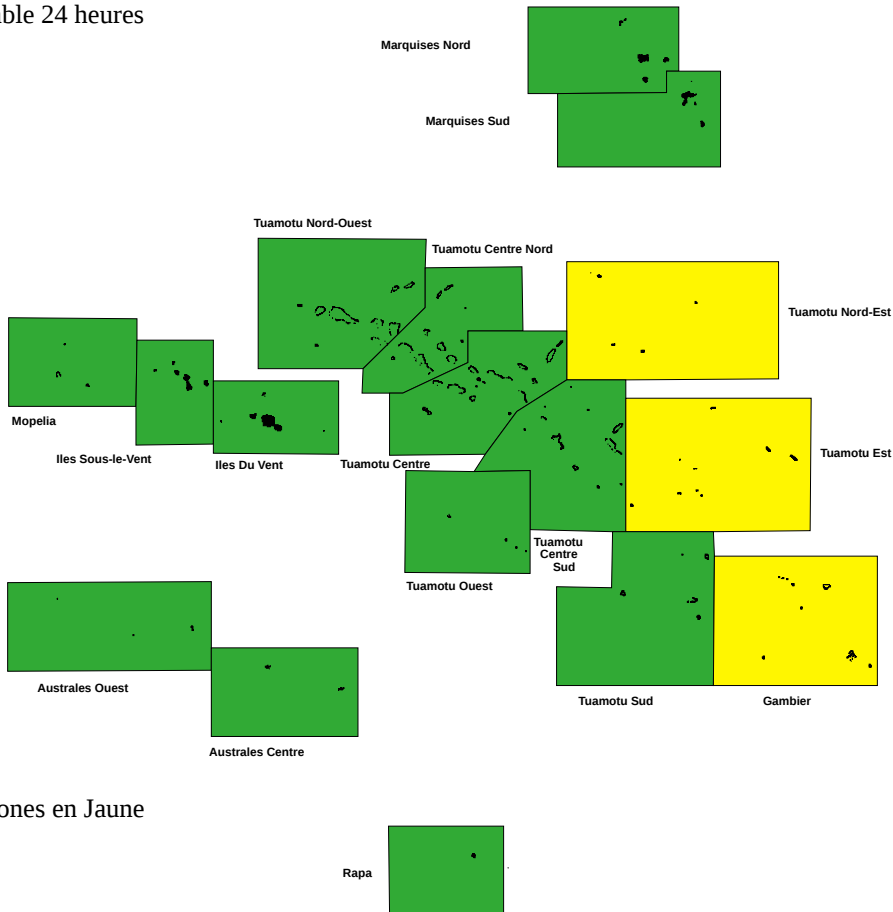 24 heures
Marquises Nord
Marquises Sud
Tuamotu Nord-Ouest
Tuamotu Centre Nord
Tuamotu Nord-Est
Mopelia
Iles Sous-le-Vent
Iles Du Vent
Tuamotu Centre
Tuamotu Est
Tuamotu
Centre
Sud
Tuamotu Ouest
Australes Ouest
Tuamotu Sud
Gambier
Australes Centre
en Jaune
Rapa